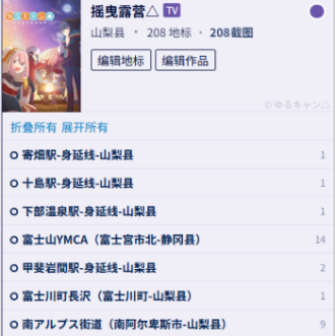 摇曳露营△ TV
山梨县 · 208 地标 · 208截图
编辑地标 编辑作品
©ゆるキャン△
折叠所有 展开所有
寄畑駅-身延线-山梨县 1
十島駅-身延线-山梨县 1
下部温泉駅-身延线-山梨县 1
富士山YMCA（富士宫市北-静冈县） 14
甲斐岩間駅-身延线-山梨县 2
富士川町長沢（富士川町-山梨县） 1
南アルプス街道（南阿尔卑斯市-山梨县） 9